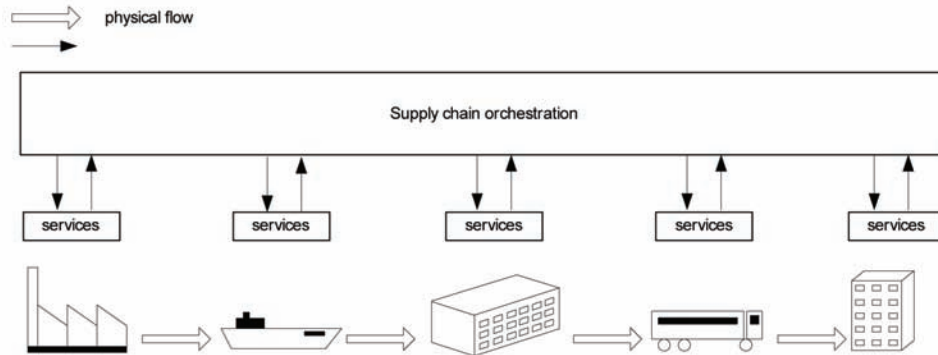 physical flow
Supply chain orchestration
services
services
services
services
services